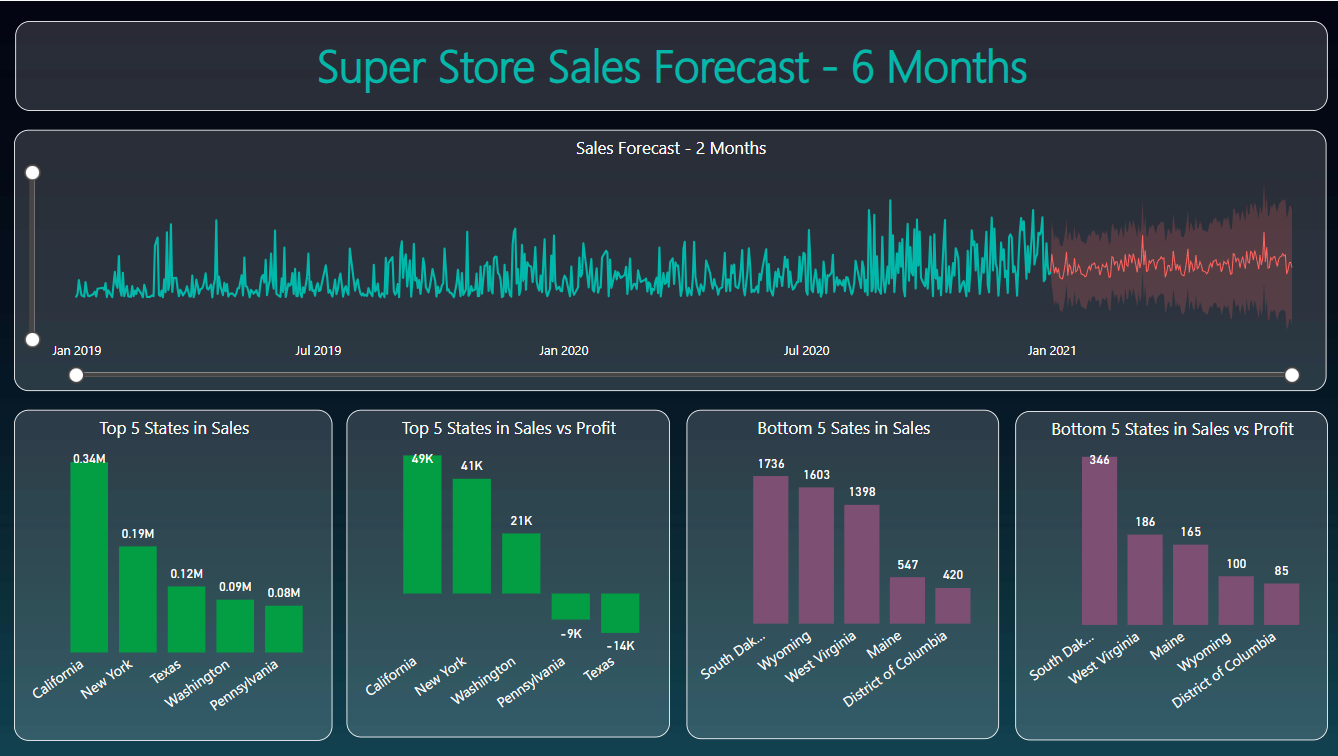 Super Store Sales Forecast - 6 Months
Sales Forecast - 2 Months
Jan 2019
Jul 2019
Jan 2020
Jul 2020
Jan 2021
Top 5 States in Sales
0.34M
0.19M
0.12M
0.09M
0.08M
California
New York
Texas
Washington
Pennsylvania
Top 5 States in Sales vs Profit
49K
41K
21K
-9K
-14K
California
New York
Washington
Pennsylvania
Texas
Bottom 5 Sates in Sales
1736
1603
1398
547
420
South Dak...
Wyoming
West Virginia
Maine
District of Columbia
Bottom 5 States in Sales vs Profit
346
186
165
100
85
South Dak...
West Virginia
Maine
Wyoming
District of Columbia